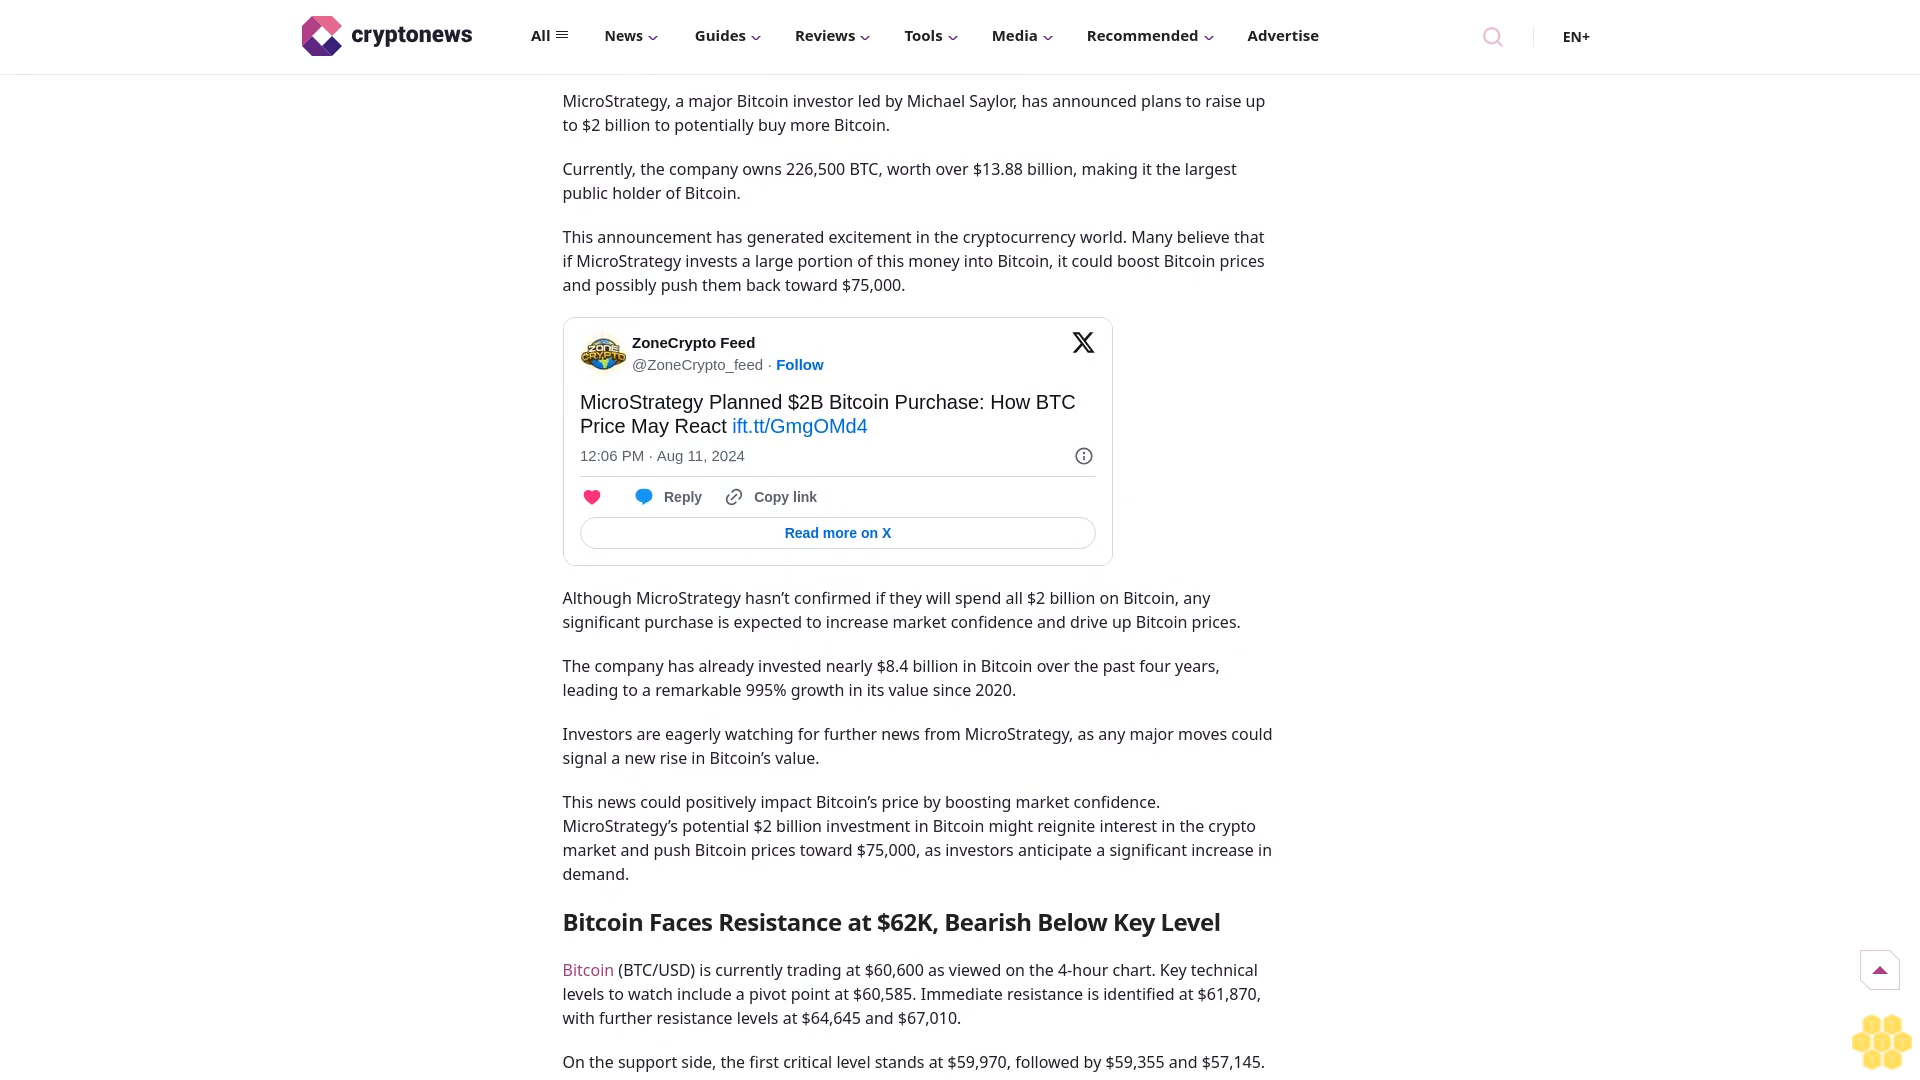 cryptonews
All
News
Guides
Reviews
Tools
Media
Recommended
Advertise
EN+
MicroStrategy, a major Bitcoin investor led by Michael Saylor, has announced plans to raise up
to $2 billion to potentially buy more Bitcoin.
Currently, the company owns 226,500 BTC, worth over $13.88 billion, making it the largest
public holder of Bitcoin.
This announcement has generated excitement in the cryptocurrency world. Many believe that
if MicroStrategy invests a large portion of this money into Bitcoin, it could boost Bitcoin prices
and possibly push them back toward $75,000.
ZONE
CRYPTO
ZoneCrypto Feed
@ZoneCrypto_feed · Follow
MicroStrategy Planned $2B Bitcoin Purchase: How BTC
Price May React ift.tt/GmgOMd4
12:06 PM · Aug 11, 2024
Reply
Copy link
Read more on X
Although MicroStrategy hasn’t confirmed if they will spend all $2 billion on Bitcoin, any
significant purchase is expected to increase market confidence and drive up Bitcoin prices.
The company has already invested nearly $8.4 billion in Bitcoin over the past four years,
leading to a remarkable 995% growth in its value since 2020.
Investors are eagerly watching for further news from MicroStrategy, as any major moves could
signal a new rise in Bitcoin’s value.
This news could positively impact Bitcoin’s price by boosting market confidence.
MicroStrategy’s potential $2 billion investment in Bitcoin might reignite interest in the crypto
market and push Bitcoin prices toward $75,000, as investors anticipate a significant increase in
demand.
Bitcoin Faces Resistance at $62K, Bearish Below Key Level
Bitcoin (BTC/USD) is currently trading at $60,600 as viewed on the 4-hour chart. Key technical
levels to watch include a pivot point at $60,585. Immediate resistance is identified at $61,870,
with further resistance levels at $64,645 and $67,010.
On the support side, the first critical level stands at $59,970, followed by $59,355 and $57,145.